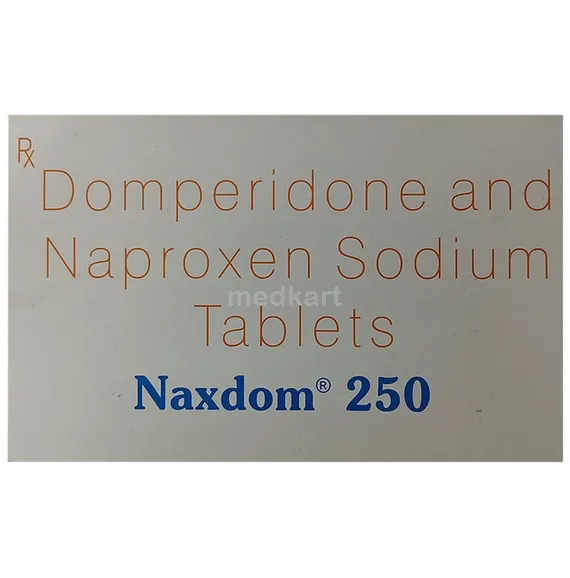 Rx
Domperidone and
Naproxen Sodium
medkart
Tablets
Naxdom® 250